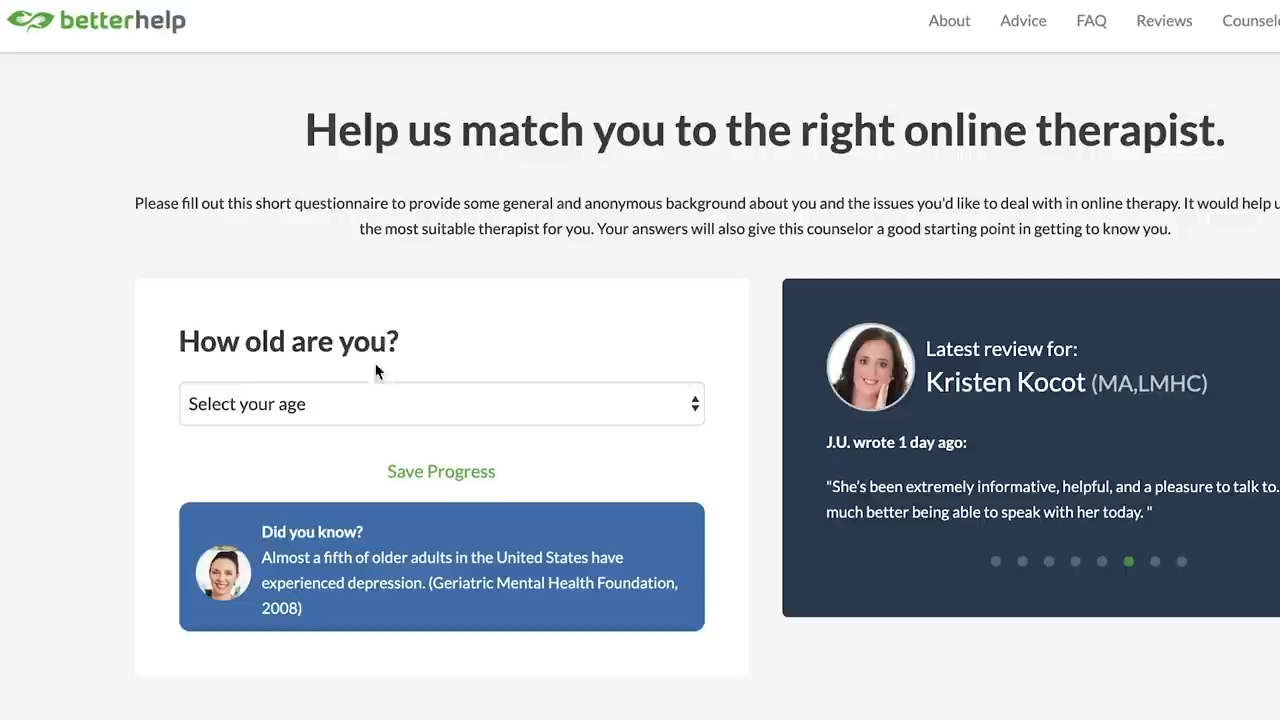 betterhelp
About Advice FAQ Reviews
Help us match you to the right online therapist.
Please fill out this short questionnaire to provide some general and anonymous background about you and the issues you'd like to deal with in online therapy. It would help
the most suitable therapist for you. Your answers will also give this counselor a good starting point in getting to know you.
How old are you?
Select your age
Save Progress
Did you know?
Almost a fifth of older adults in the United States have
experienced depression. (Geriatric Mental Health Foundation,
2008)
Latest review for:
Kristen Kocot (MA,LMHC)
J.U. wrote 1 day ago:
"She's been extremely informative, helpful, and a pleasure to talk to.
much better being able to speak with her today. "